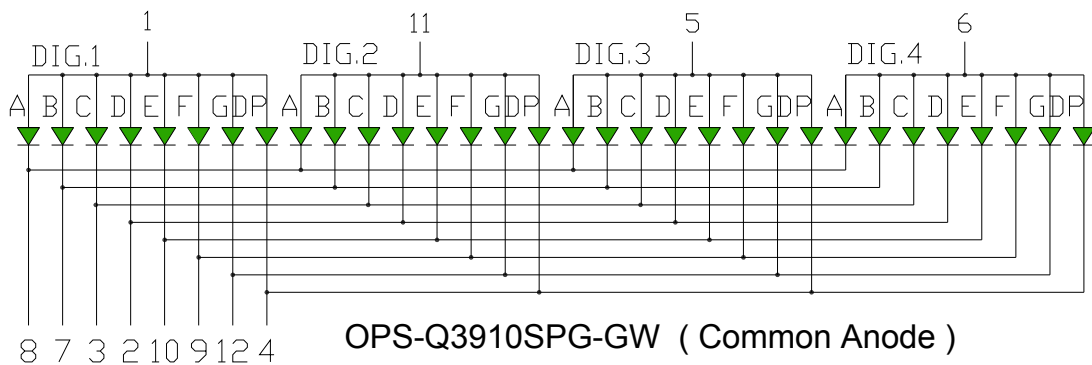 1 11 5 6
DIG.1 DIG.2 DIG.3 DIG.4
A B C D E F G DP A B C D E F G DP A B C D E F G DP A B C D E F G DP
8 7 3 2 10 9 12 4
OPS-Q3910SPG-GW ( Common Anode )